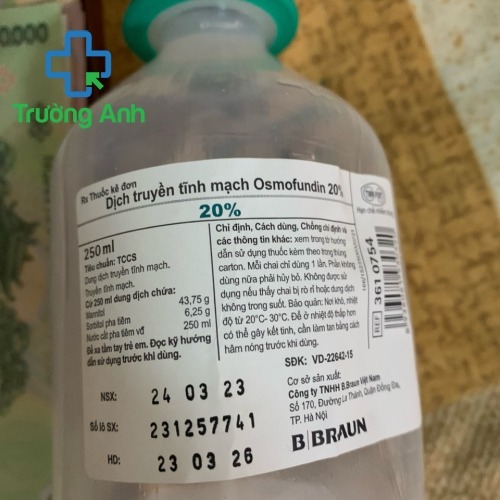 0.000
Trường Anh
Rx Thuốc kê đơn
Dịch truyền tĩnh mạch Osmofundin 20%
20%
250 ml
Tiêu chuẩn: TCCS
Dung dịch truyền tĩnh mạch.
Truyền tĩnh mạch.
Cứ 250 ml dung dịch chứa:
Mannitol 43,75 g
Sorbitol pha tiêm 6,25 g
Nước cất pha tiêm vđ 250 ml
Để xa tầm tay trẻ em. Đọc kỹ hướng
dẫn sử dụng trước khi dùng.
Chỉ định, Cách dùng, Chống chỉ định và
các thông tin khác: xem trong tờ hướng
dẫn sử dụng thuốc kèm theo trong thùng
carton. Mỗi chai chỉ dùng 1 lần. Phần không
dùng nữa phải hủy bỏ. Không được sử
dụng nếu thấy chai bị rò rỉ hoặc dung dịch
không trong suốt. Bảo quản: Nơi khô, nhiệt
độ từ 20°C- 30°C. Để ở nhiệt độ thấp hơn
có thể gây kết tinh, cần làm tan bằng cách
hâm nóng trước khi dùng.
SĐK: VD-22642-15
Cơ sở sản xuất:
Công ty TNHH B.Braun Việt Nam
Số 170, Đường La Thành, Quận Đống Đa,
TP. Hà Nội
B|BRAUN
NSX: 24 03 23
Số lô SX: 231257741
HD: 23 03 26
REF 361 0754